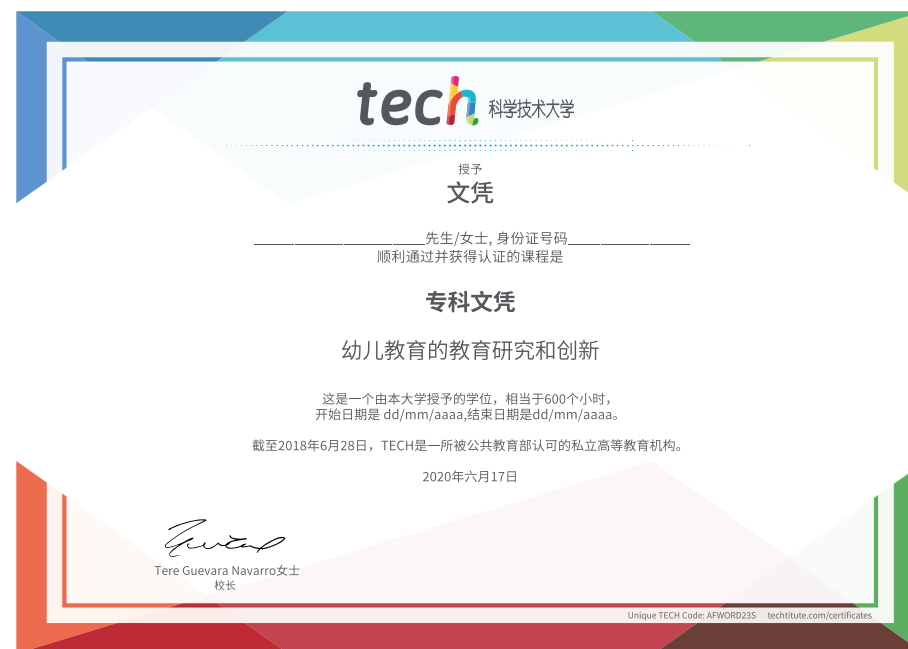 tech 科学技术大学
授予
文凭
____________________先生/女士, 身份证号码_______________
顺利通过并获得认证的课程是
专科文凭
幼儿教育的教育研究和创新
这是一个由本大学授予的学位，相当于600个小时，
开始日期是 dd/mm/aaaa,结束日期是dd/mm/aaaa。
截至2018年6月28日，TECH是一所被公共教育部认可的私立高等教育机构。
2020年六月17日
Tere Guevara Navarro女士
校长
Unique TECH Code: AFWORD23S techtitute.com/certificates